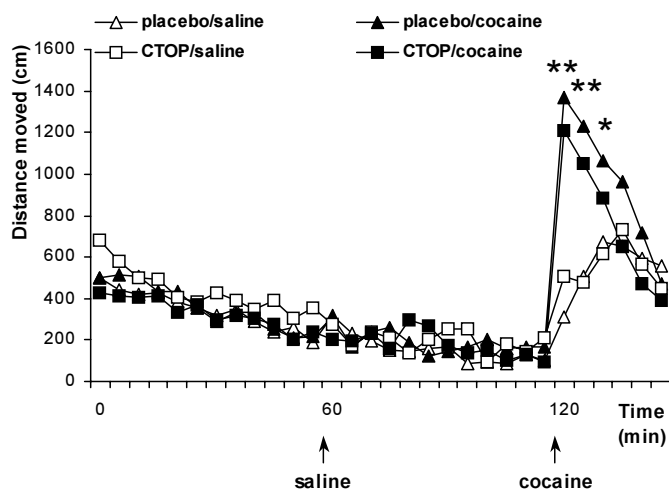 placebo/saline placebo/cocaine
CTOP/saline CTOP/cocaine
Distance moved (cm)
1600
1400
1200
1000
800
600
400
200
0
** ** *
0 60 120 Time
(min)
saline cocaine